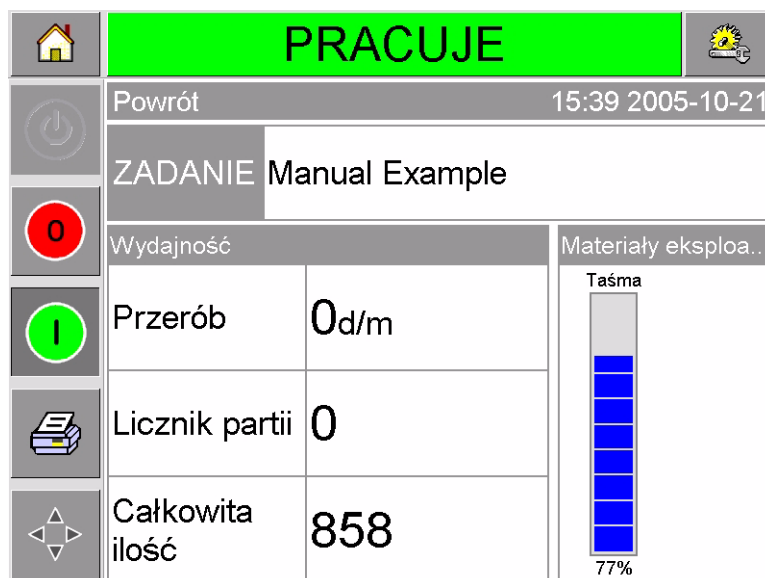 PRACUJE
Powrót 15:39 2005-10-21
ZADANIE Manual Example
0
Wydajność
Materiały eksploa..
Taśma
Przerób 0d/m
I
Licznik partii 0
Całkowita
ilość
858
77%